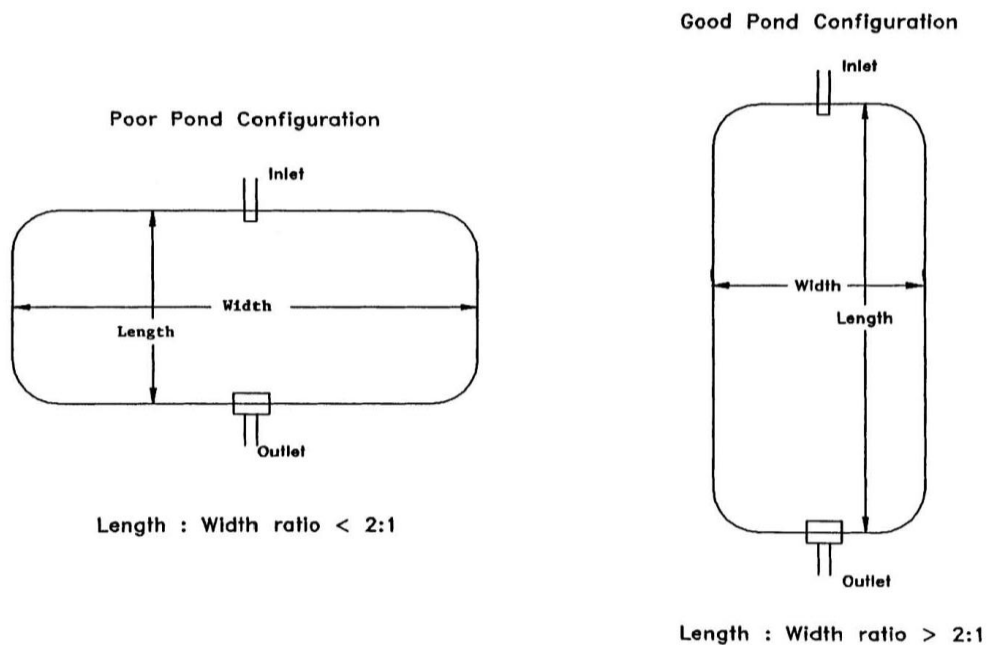 Poor Pond Configuration
Inlet
Width
Length
Outlet
Length : Width ratio < 2:1
Good Pond Configuration
Inlet
Width
Length
Outlet
Length : Width ratio > 2:1